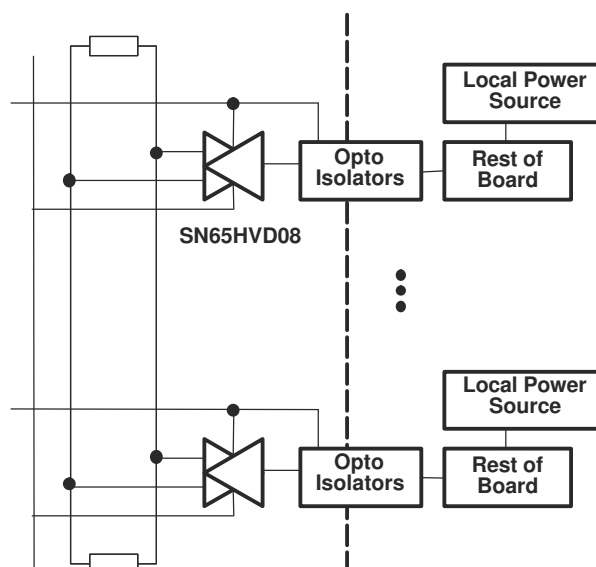 Local Power
Source
Opto
Isolators
Rest of
Board
SN65HVD08
Local Power
Source
Opto
Isolators
Rest of
Board